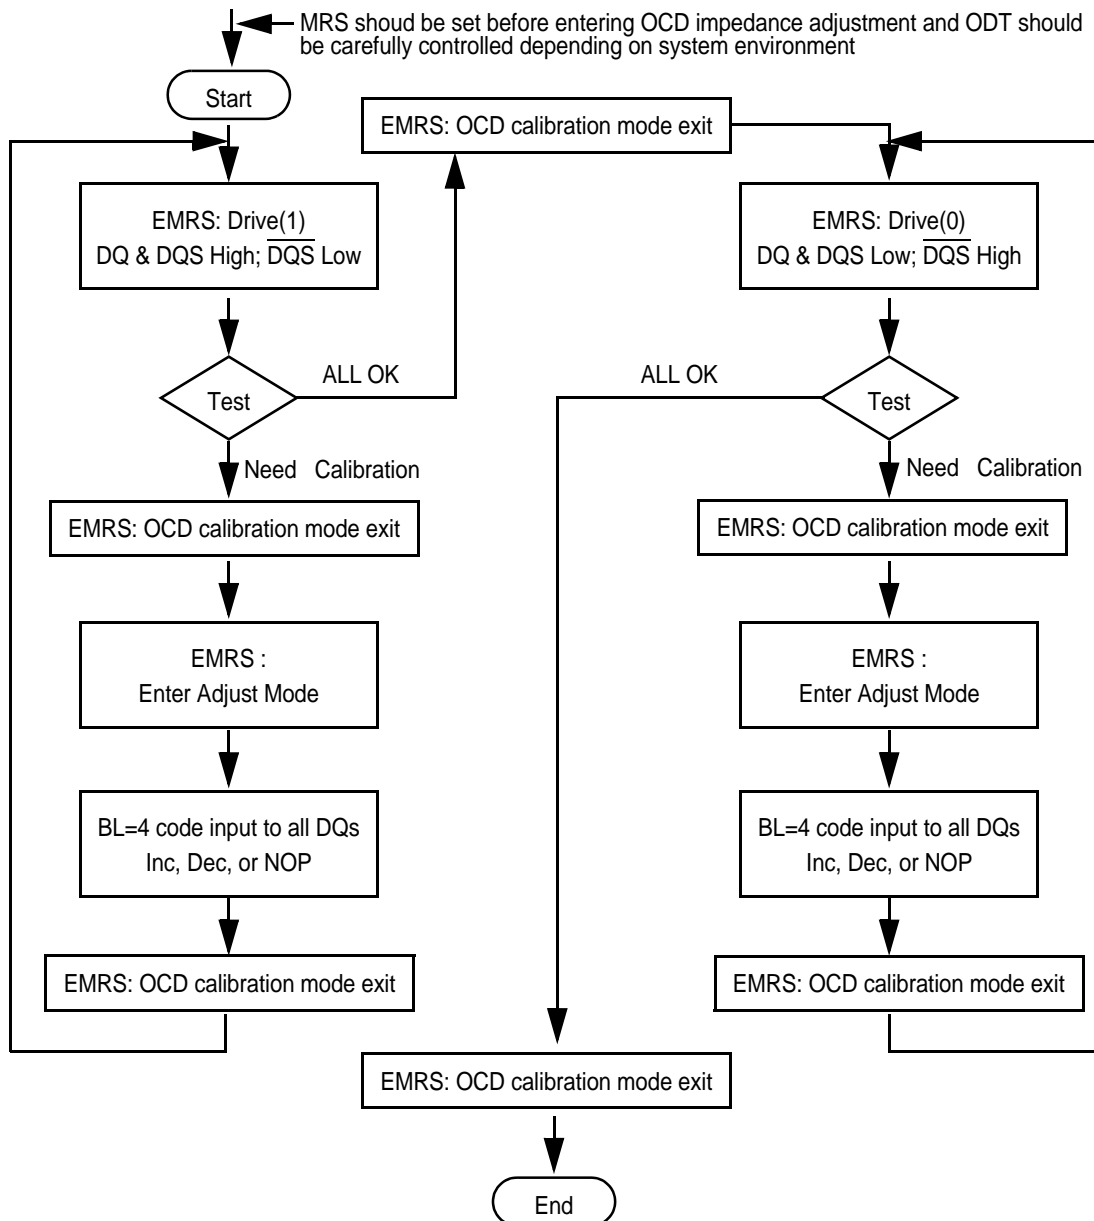 MRS shoud be set before entering OCD impedance adjustment and ODT should
be carefully controlled depending on system environment
Start
EMRS: OCD calibration mode exit
EMRS: Drive(1)
DQ & DQS High; D̅Q̅S̅ Low
EMRS: Drive(0)
DQ & DQS Low; D̅Q̅S̅ High
ALL OK
Test
ALL OK
Test
Need Calibration
Need Calibration
EMRS: OCD calibration mode exit
EMRS: OCD calibration mode exit
EMRS :
Enter Adjust Mode
EMRS :
Enter Adjust Mode
BL=4 code input to all DQs
Inc, Dec, or NOP
BL=4 code input to all DQs
Inc, Dec, or NOP
EMRS: OCD calibration mode exit
EMRS: OCD calibration mode exit
EMRS: OCD calibration mode exit
End